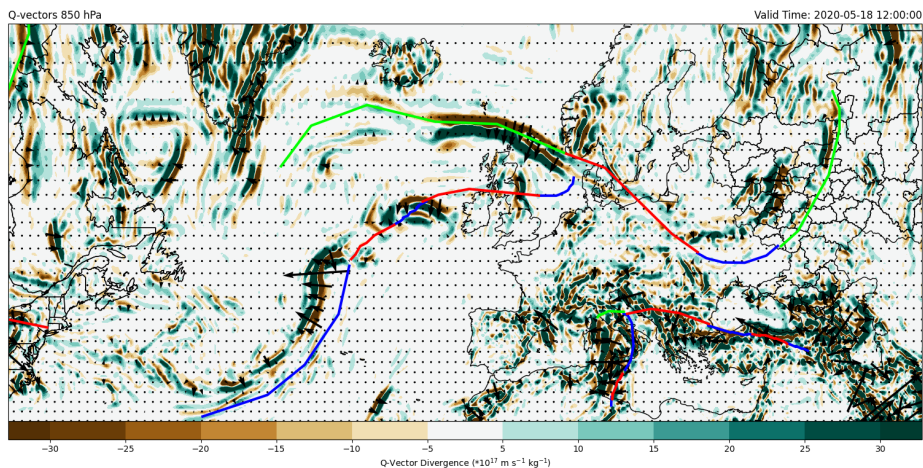 Q-vectors 850 hPa
Valid Time: 2020-05-18 12:00:00
−30 −25 −20 −15 −10 −5 5 10 15 20 25 30
Q-Vector Divergence (*10¹⁷ m s⁻¹ kg⁻¹)